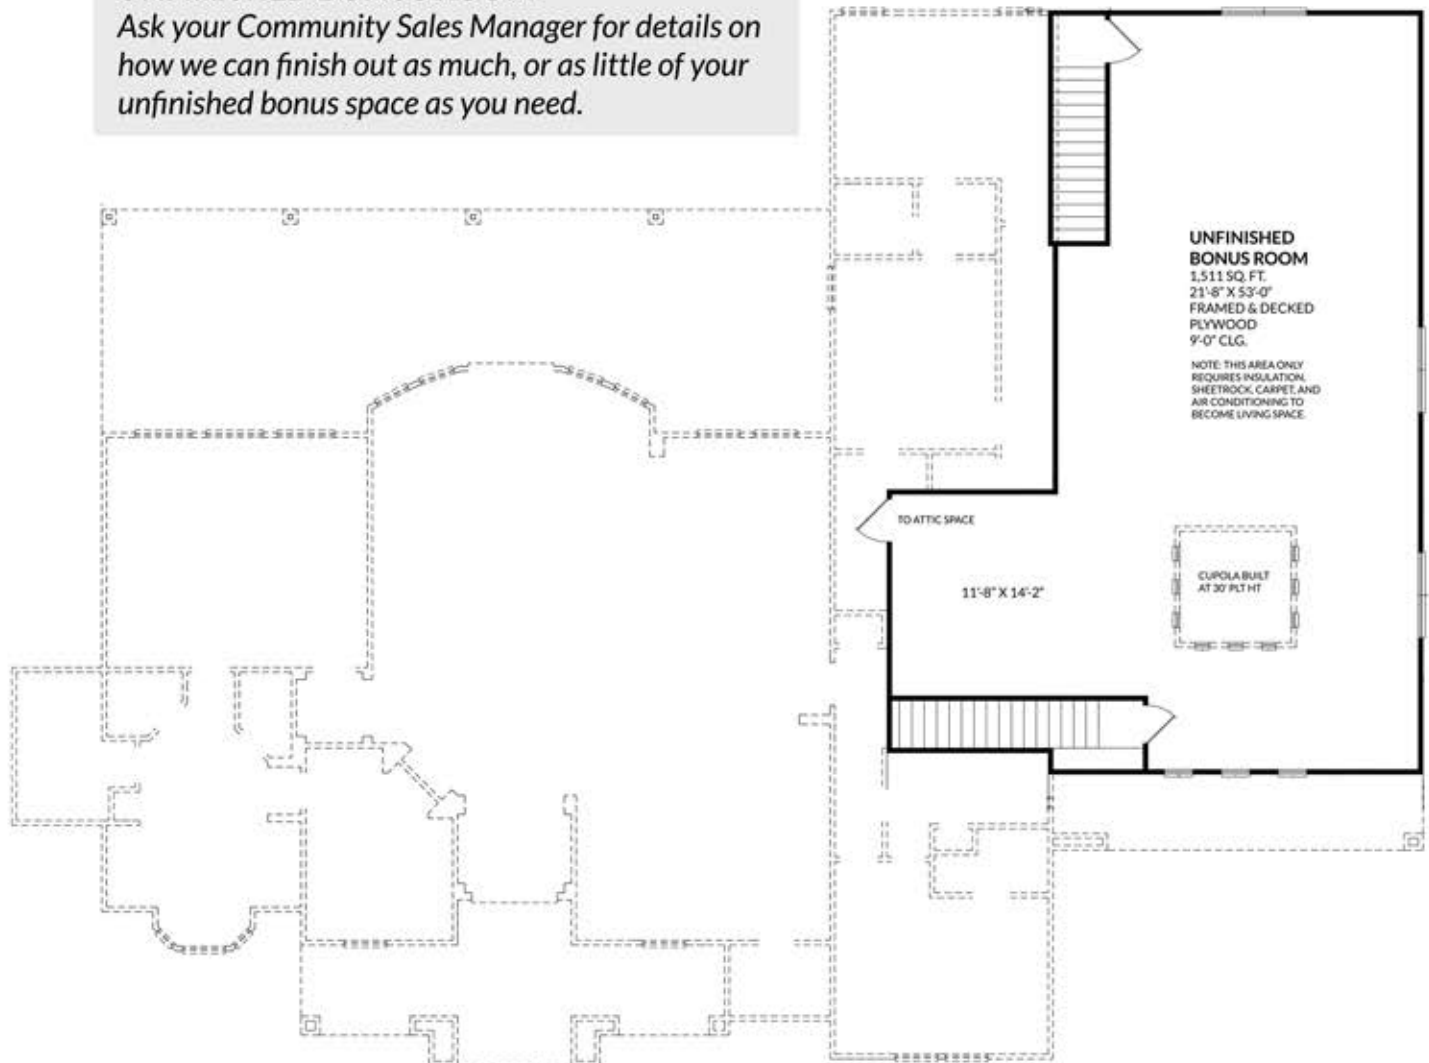 Ask your Community Sales Manager for details on
how we can finish out as much, or as little of your
unfinished bonus space as you need.
UNFINISHED
BONUS ROOM
1,511 SQ. FT.
21'-8" X 53'-0"
FRAMED & DECKED
PLYWOOD
9'-0" CLG.
NOTE: THIS AREA ONLY
REQUIRES INSULATION,
SHEETROCK, CARPET, AND
AIR CONDITIONING TO
BECOME LIVING SPACE.
TO ATTIC SPACE
11'-8" X 14'-2"
CUPOLA BUILT
AT 30' PLT HT